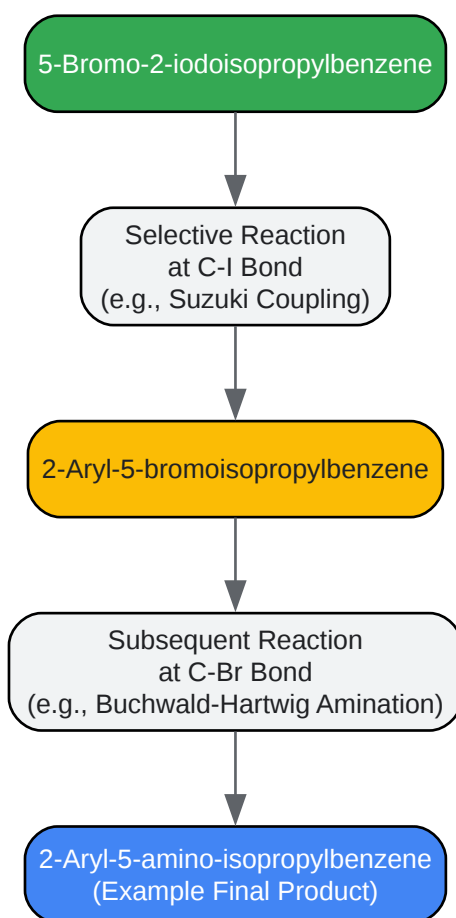 5-Bromo-2-iodoisopropylbenzene
Selective Reaction
at C-I Bond
(e.g., Suzuki Coupling)
2-Aryl-5-bromoisopropylbenzene
Subsequent Reaction
at C-Br Bond
(e.g., Buchwald-Hartwig Amination)
2-Aryl-5-amino-isopropylbenzene
(Example Final Product)